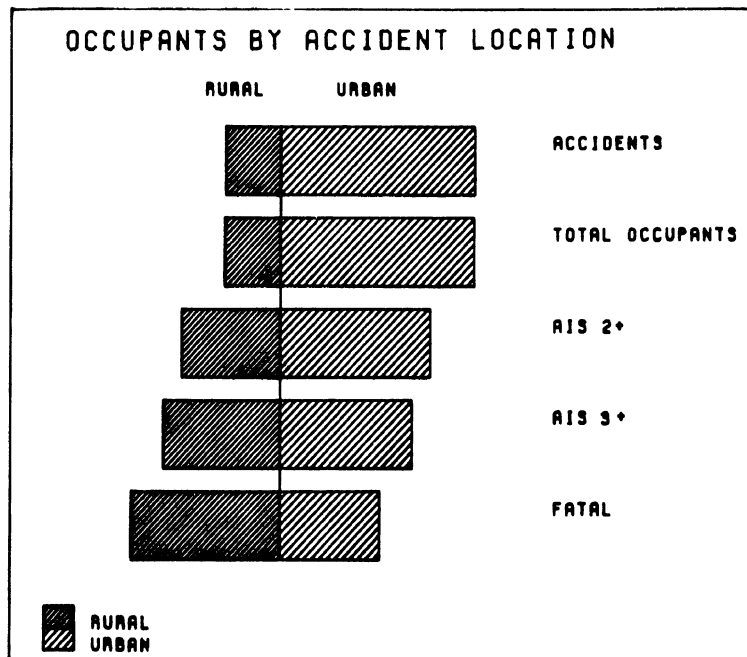 OCCUPANTS BY ACCIDENT LOCATION
RURAL URBAN
ACCIDENTS
TOTAL OCCUPANTS
AIS 2+
AIS 3+
FATAL
RURAL
URBAN